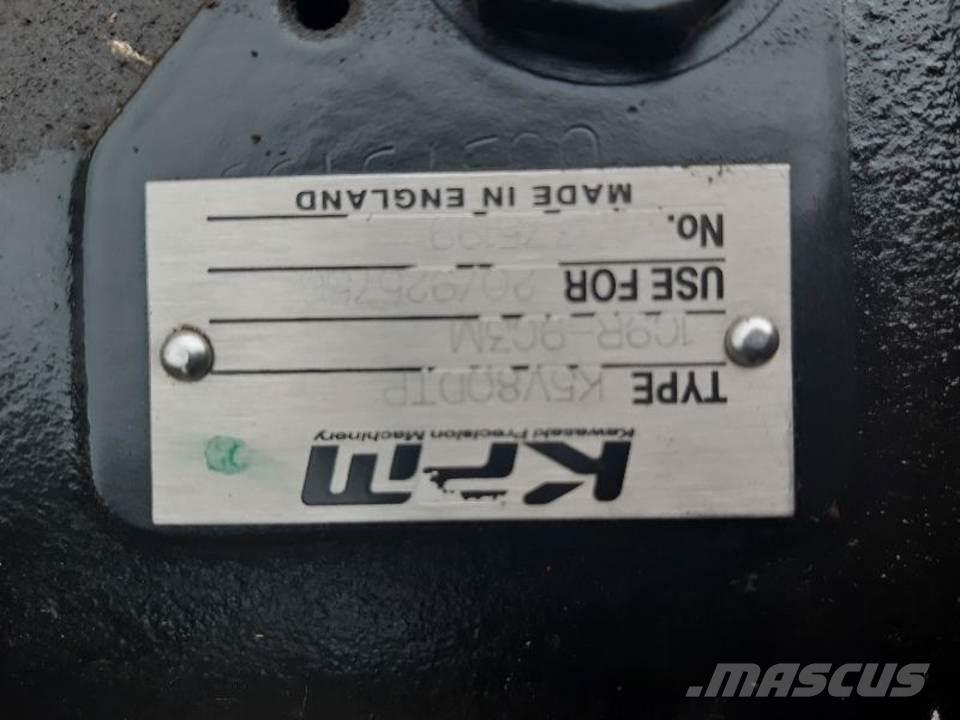 KPM
Kawasaki Precision Machinery
TYPE K5V80DTP
1C9R-9C3M
USE FOR
No.
MADE IN ENGLAND
.MASCUS